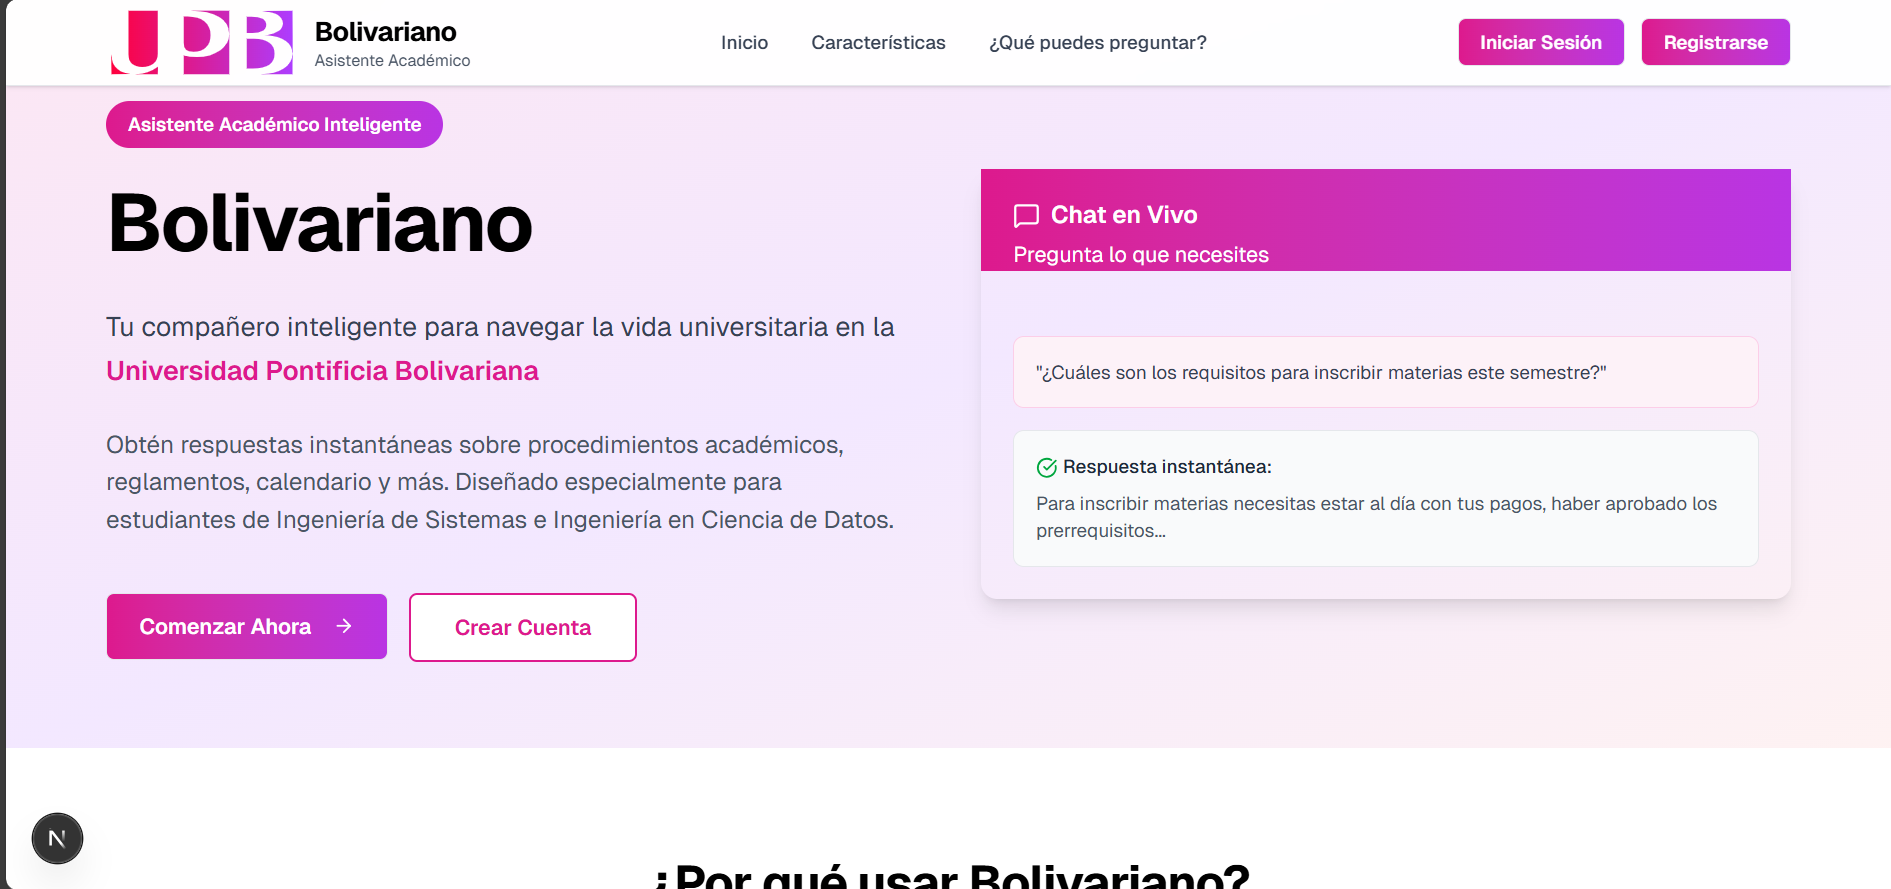 UPB
Bolivariano
Asistente Académico
Inicio
Características
¿Qué puedes preguntar?
Iniciar Sesión
Registrarse
Asistente Académico Inteligente
Bolivariano
Tu compañero inteligente para navegar la vida universitaria en la
Universidad Pontificia Bolivariana
Obtén respuestas instantáneas sobre procedimientos académicos,
reglamentos, calendario y más. Diseñado especialmente para
estudiantes de Ingeniería de Sistemas e Ingeniería en Ciencia de Datos.
Comenzar Ahora →
Crear Cuenta
Chat en Vivo
Pregunta lo que necesites
"¿Cuáles son los requisitos para inscribir materias este semestre?"
Respuesta instantánea:
Para inscribir materias necesitas estar al día con tus pagos, haber aprobado los
prerrequisitos...
N
¿Por qué usar Bolivariano?